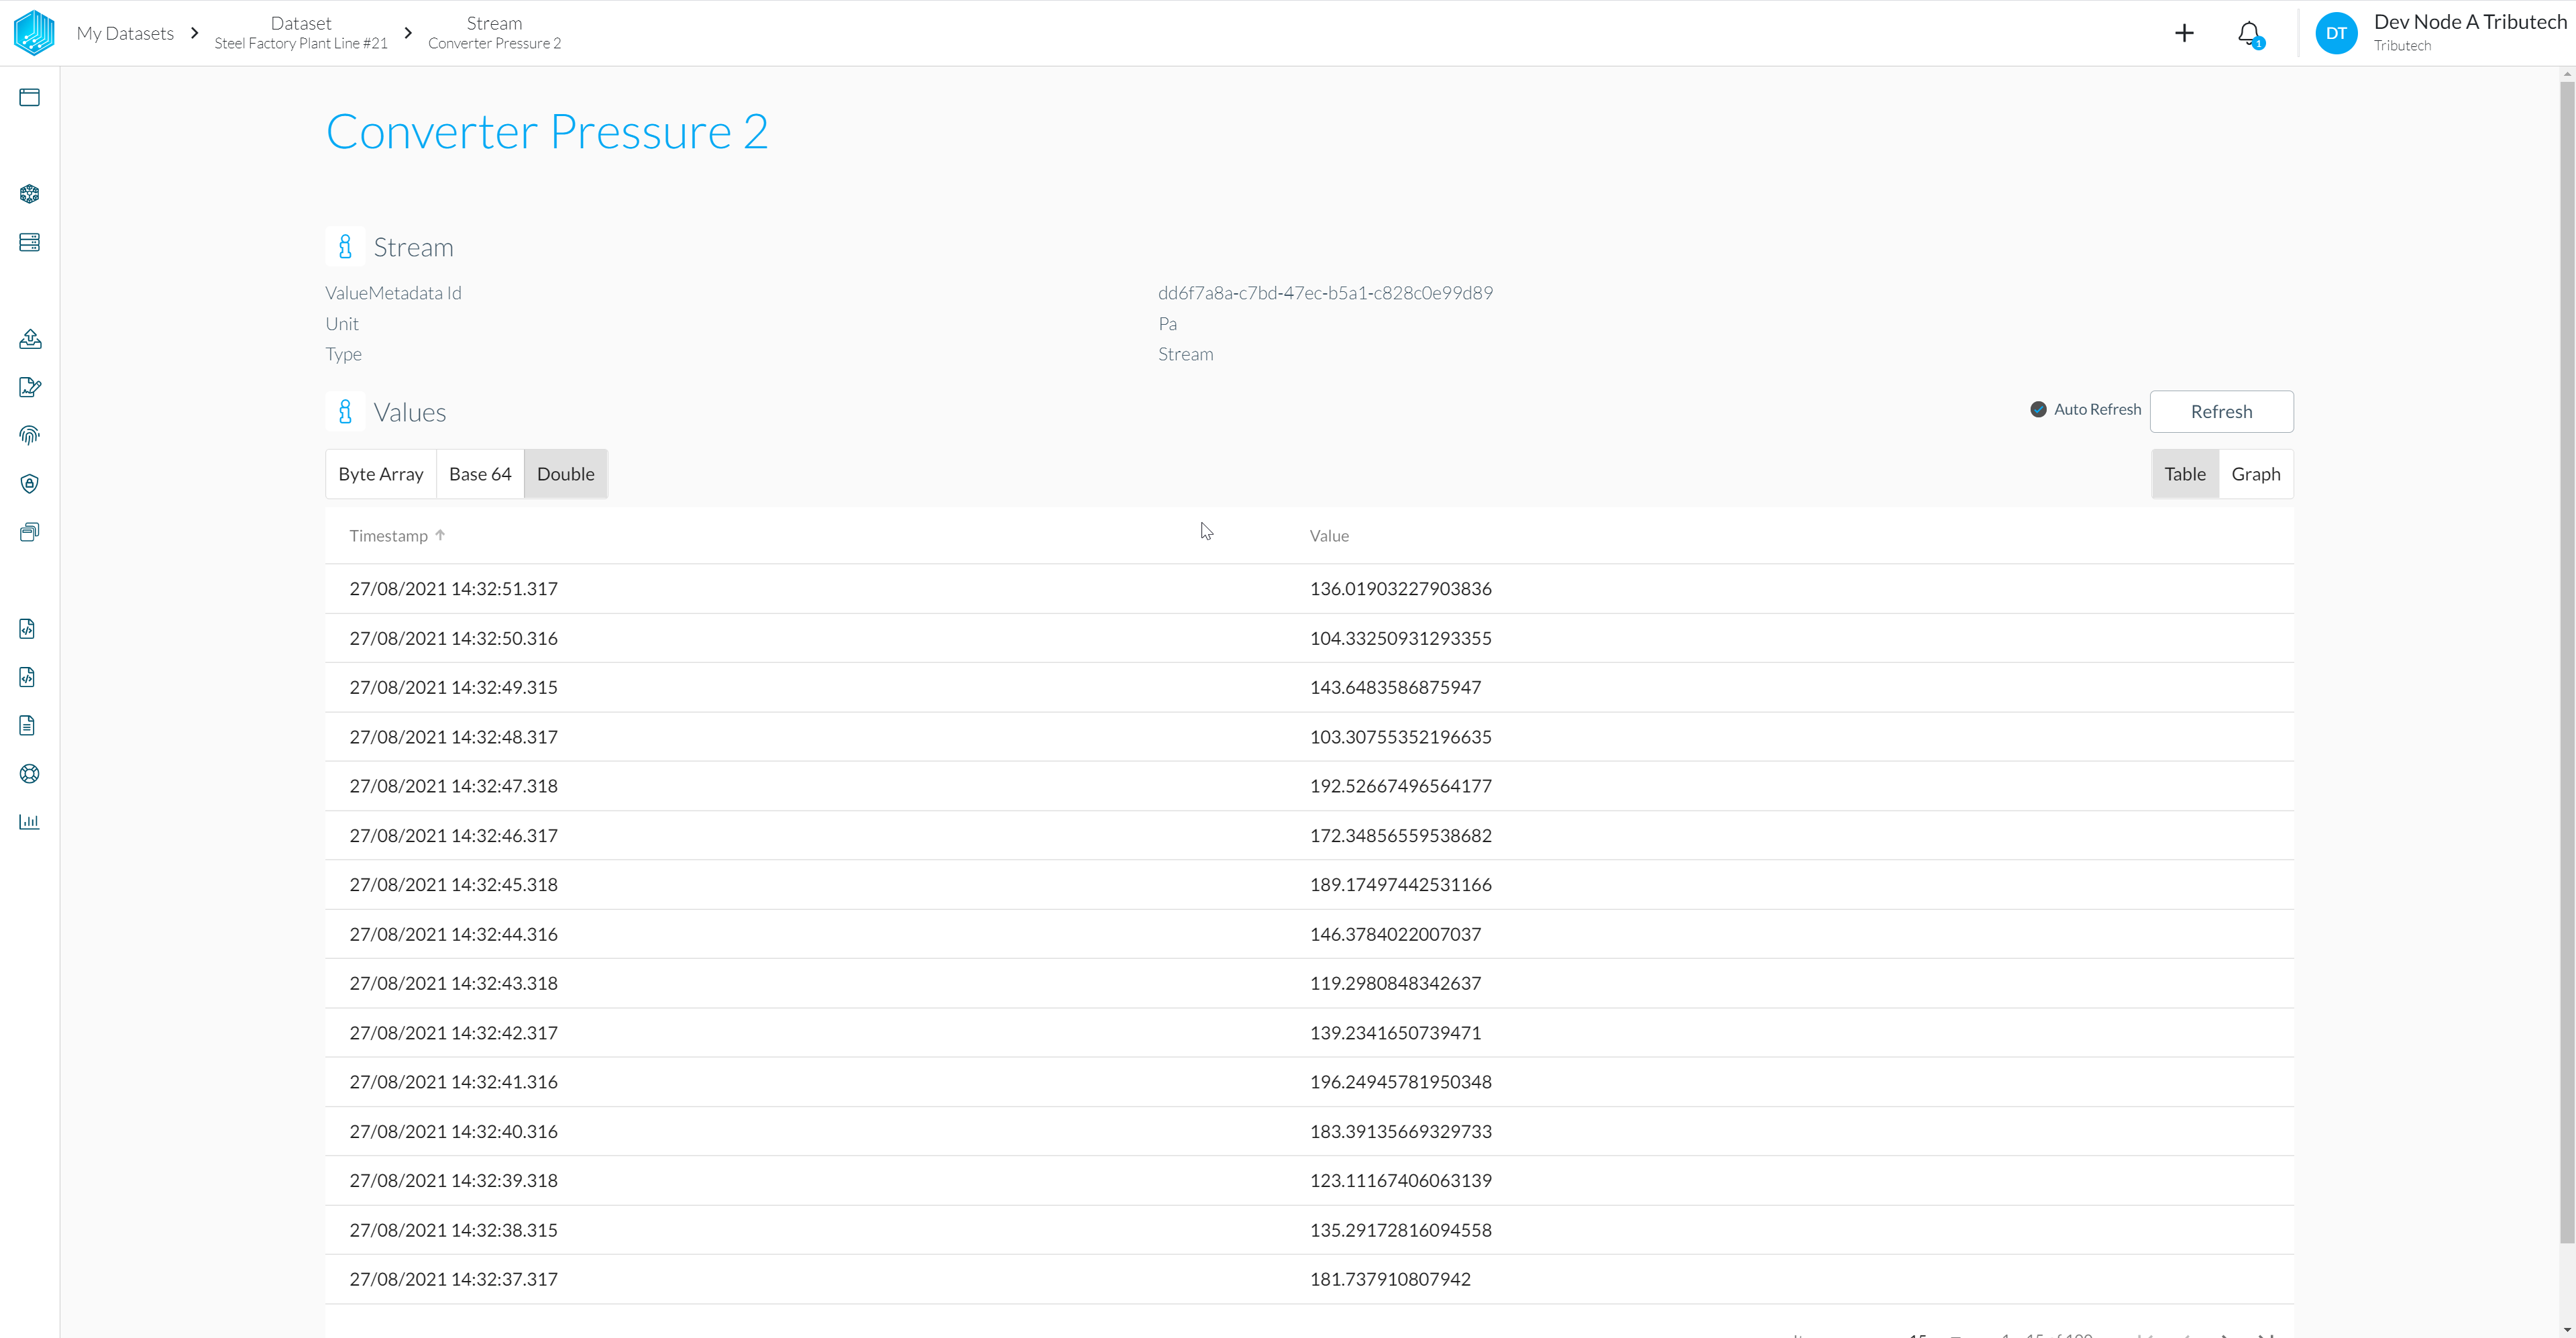 My Datasets
Dataset
Steel Factory Plant Line #21
Stream
Converter Pressure 2
1
DT
Dev Node A Tributech
Tributech
Converter Pressure 2
Stream
ValueMetadata Id dd6f7a8a-c7bd-47ec-b5a1-c828c0e99d89
Unit Pa
Type Stream
Values
Auto Refresh Refresh
Byte Array Base 64 Double Table Graph
Timestamp Value
27/08/2021 14:32:51.317 136.01903227903836
27/08/2021 14:32:50.316 104.33250931293355
27/08/2021 14:32:49.315 143.6483586875947
27/08/2021 14:32:48.317 103.30755352196635
27/08/2021 14:32:47.318 192.52667496564177
27/08/2021 14:32:46.317 172.34856559538682
27/08/2021 14:32:45.318 189.17497442531166
27/08/2021 14:32:44.316 146.3784022007037
27/08/2021 14:32:43.318 119.2980848342637
27/08/2021 14:32:42.317 139.2341650739471
27/08/2021 14:32:41.316 196.24945781950348
27/08/2021 14:32:40.316 183.39135669329733
27/08/2021 14:32:39.318 123.11167406063139
27/08/2021 14:32:38.315 135.29172816094558
27/08/2021 14:32:37.317 181.737910807942